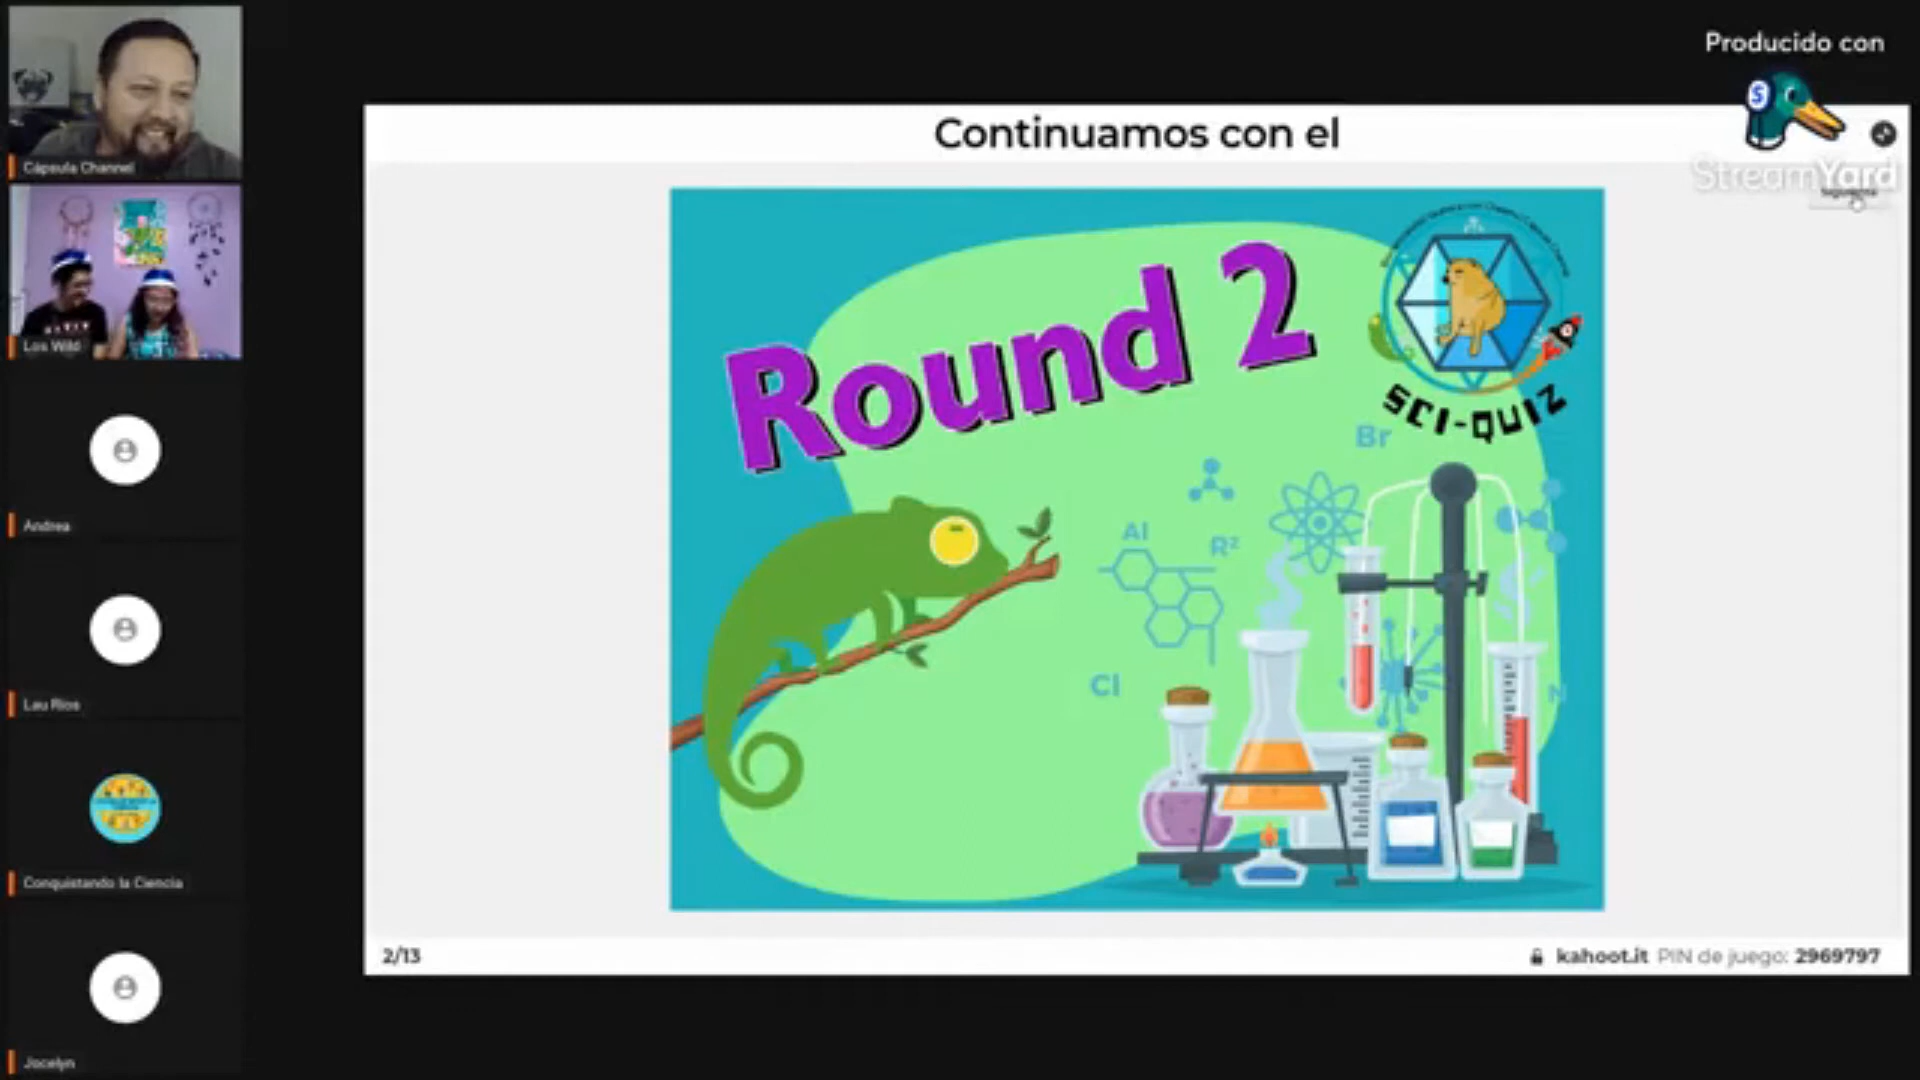 Producido con
StreamYard
Siguiente
Continuamos con el
Round 2
SCI-QUIZ
Br
Al
R²
Cl
N
2/13
kahoot.it PIN de juego: 2969797
Cápsula Channel
Los Wild
Andrea
Lau Rios
Conquistando la Ciencia
Jocelyn